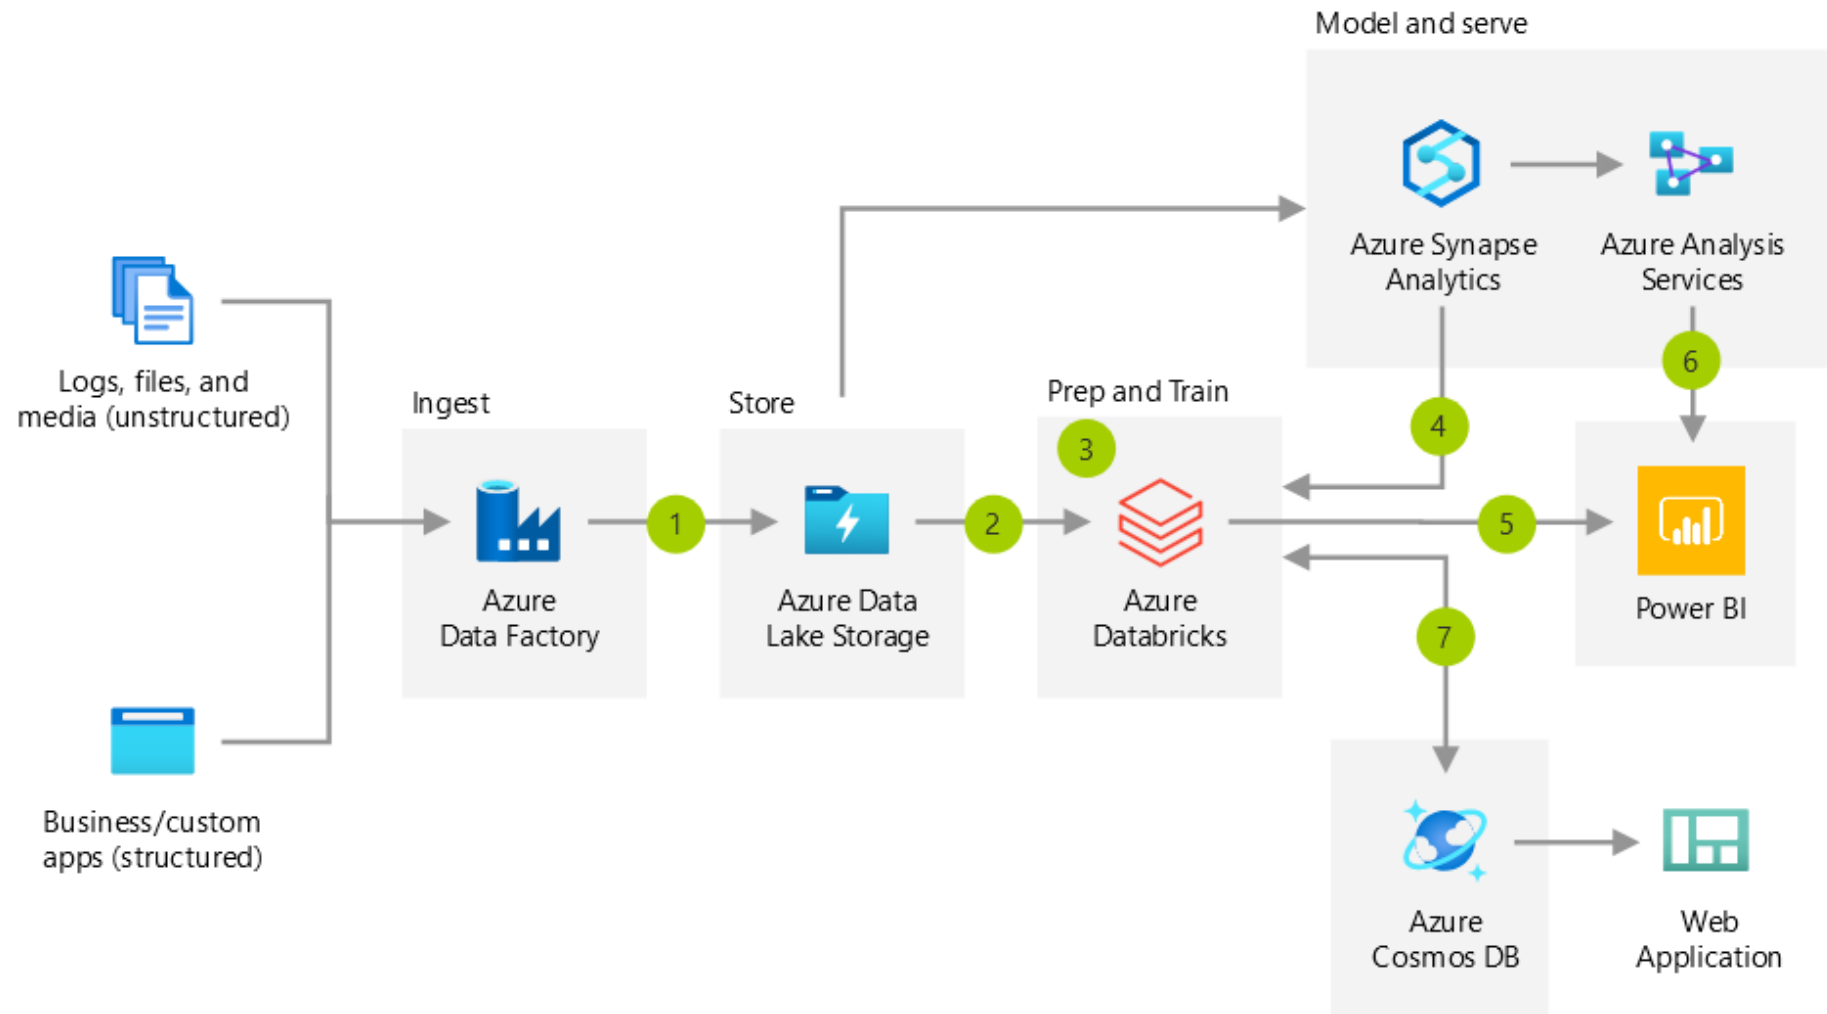 Model and serve
Azure Synapse
Analytics
Azure Analysis
Services
6
Logs, files, and
media (unstructured)
Ingest
Store
Prep and Train
3
4
1
2
5
Azure
Data Factory
Azure Data
Lake Storage
Azure
Databricks
Power BI
7
Business/custom
apps (structured)
Azure
Cosmos DB
Web
Application